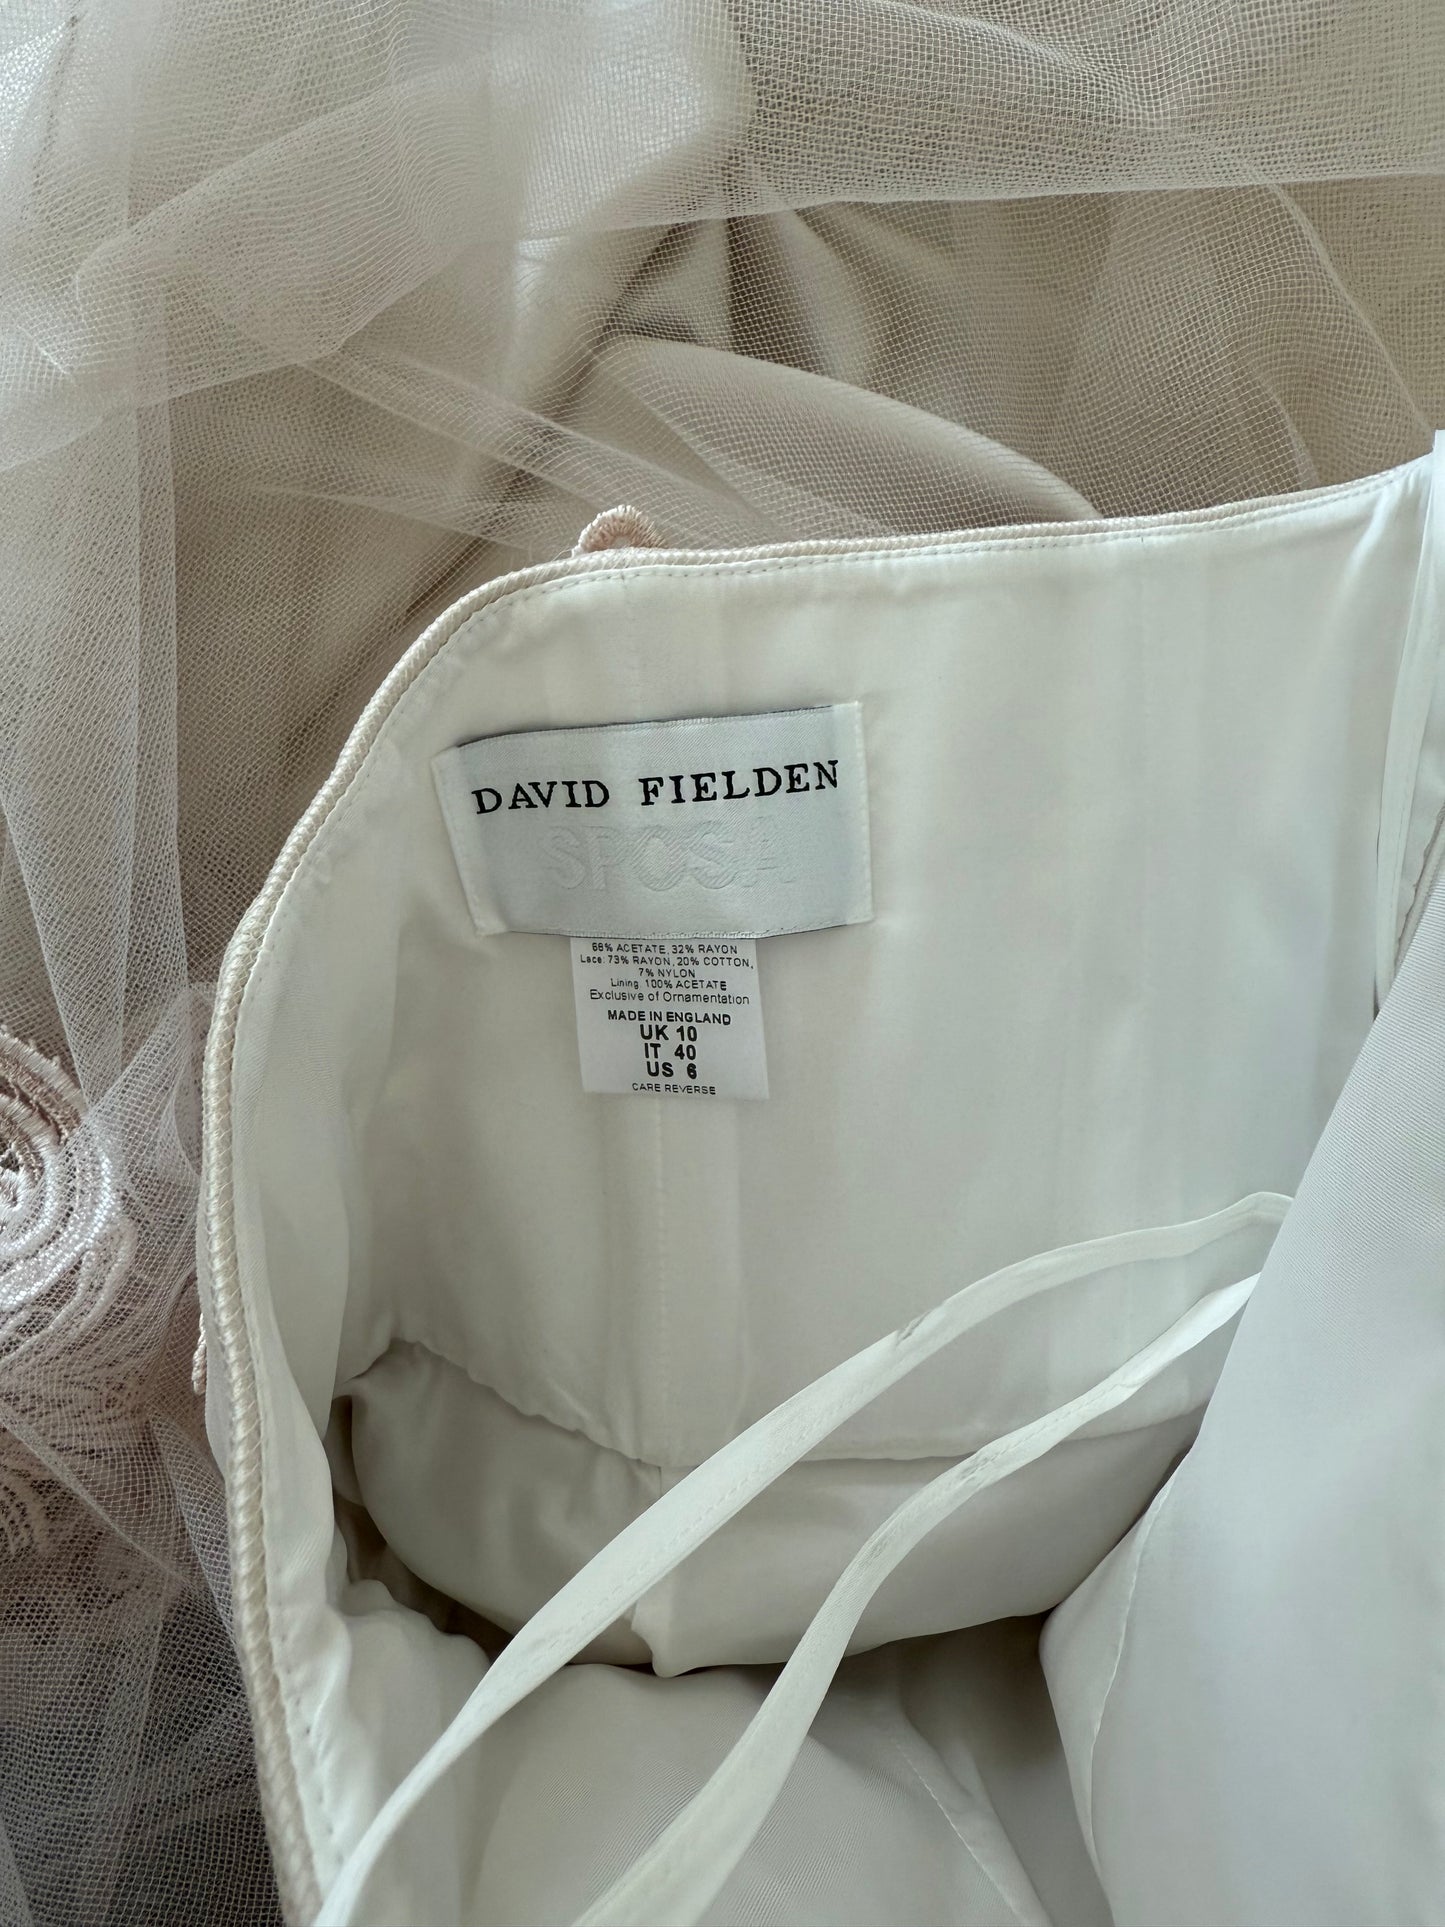 DAVID FIELDEN
SPOSA
68% ACETATE, 32% RAYON
Lace: 73% RAYON, 20% COTTON,
7% NYLON
Lining: 100% ACETATE
Exclusive of Ornamentation
MADE IN ENGLAND
UK 10
IT 40
US 6
CARE REVERSE